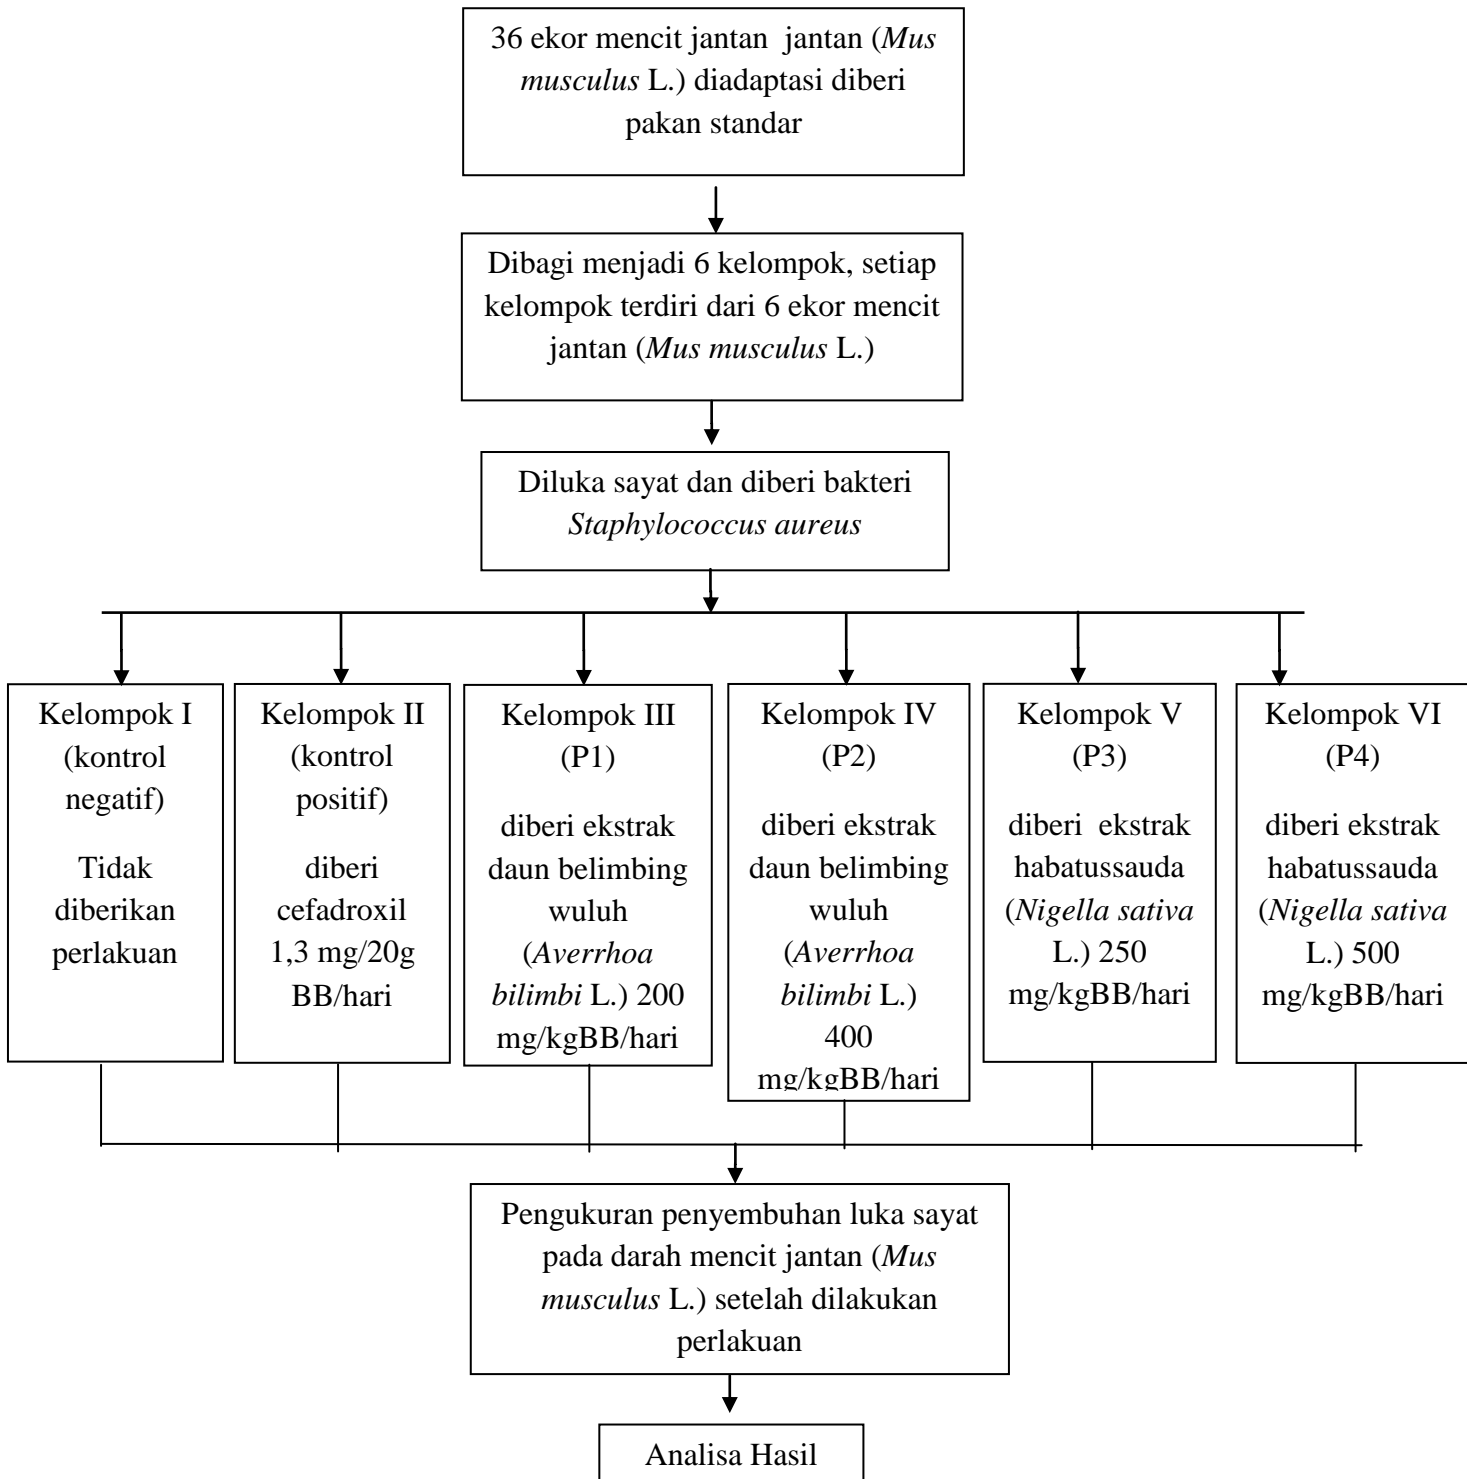 36 ekor mencit jantan  jantan (Mus
musculus L.) diadaptasi diberi
pakan standar
Dibagi menjadi 6 kelompok, setiap
kelompok terdiri dari 6 ekor mencit
jantan (Mus musculus L.)
Diluka sayat dan diberi bakteri
Staphylococcus aureus
Kelompok I
(kontrol
negatif)
Tidak
diberikan
perlakuan
Kelompok II
(kontrol
positif)
diberi
cefadroxil
1,3 mg/20g
BB/hari
Kelompok III
(P1)
diberi ekstrak
daun belimbing
wuluh
(Averrhoa
bilimbi L.) 200
mg/kgBB/hari
Kelompok IV
(P2)
diberi ekstrak
daun belimbing
wuluh
(Averrhoa
bilimbi L.)
400
mg/kgBB/hari
Kelompok V
(P3)
diberi  ekstrak
habatussauda
(Nigella sativa
L.) 250
mg/kgBB/hari
Kelompok VI
(P4)
diberi ekstrak
habatussauda
(Nigella sativa
L.) 500
mg/kgBB/hari
Pengukuran penyembuhan luka sayat
pada darah mencit jantan (Mus
musculus L.) setelah dilakukan
perlakuan
Analisa Hasil